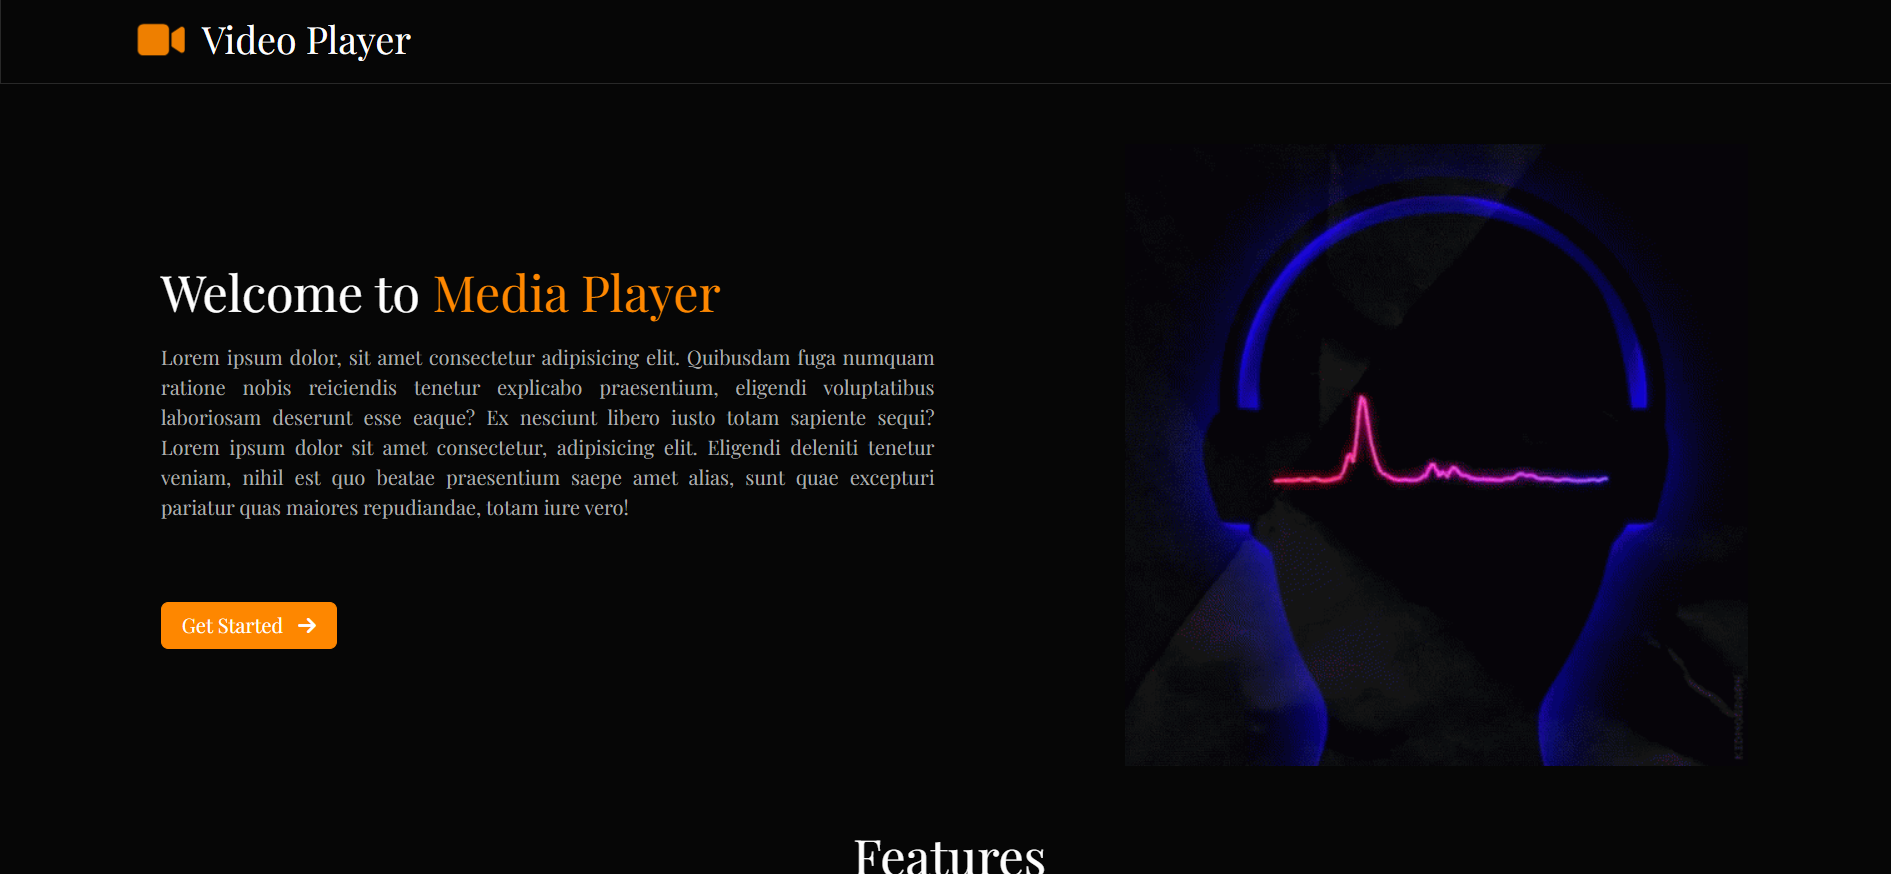 Video Player
Welcome to Media Player
Lorem ipsum dolor, sit amet consectetur adipisicing elit. Quibusdam fuga numquam
ratione nobis reiciendis tenetur explicabo praesentium, eligendi voluptatibus
laboriosam deserunt esse eaque? Ex nesciunt libero iusto totam sapiente sequi?
Lorem ipsum dolor sit amet consectetur, adipisicing elit. Eligendi deleniti tenetur
veniam, nihil est quo beatae praesentium saepe amet alias, sunt quae excepturi
pariatur quas maiores repudiandae, totam iure vero!
Get Started
Features